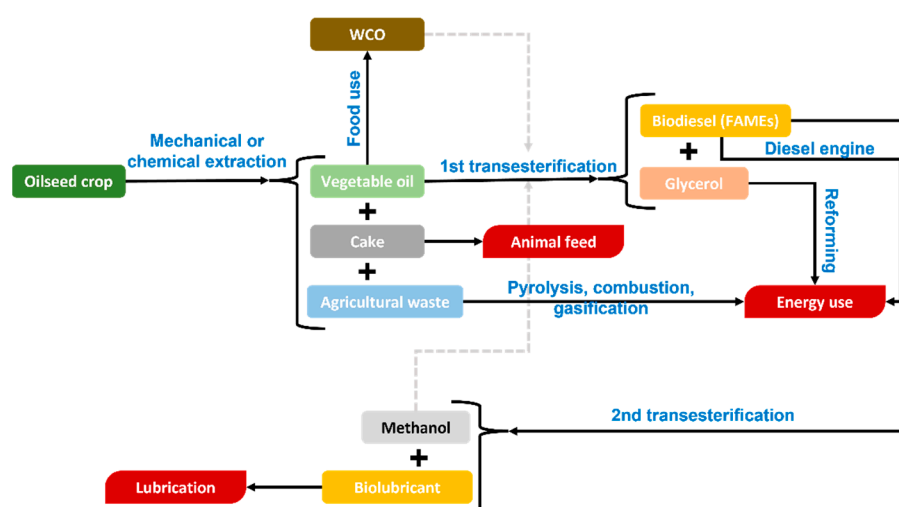 WCO
Food use
Mechanical or
chemical extraction
Oilseed crop
Vegetable oil
1st transesterification
Biodiesel (FAMEs)
+
Diesel engine
Glycerol
+
Cake
Animal feed
Reforming
+
Agricultural waste
Pyrolysis, combustion,
gasification
Energy use
Methanol
2nd transesterification
+
Lubrication
Biolubricant